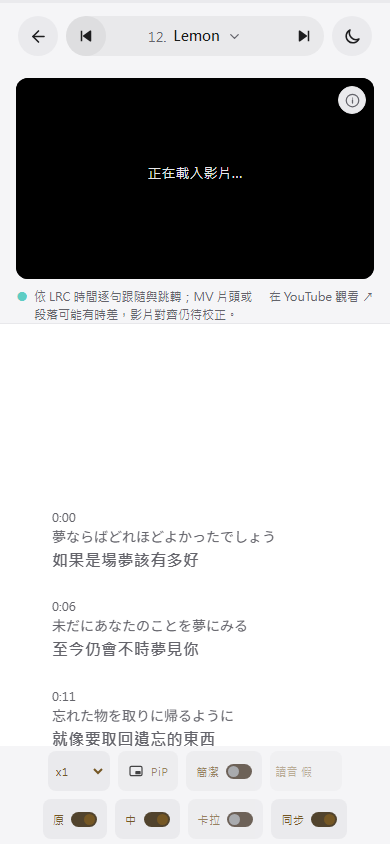 12. Lemon
正在載入影片...
依 LRC 時間逐句跟隨與跳轉；MV 片頭或
段落可能有時差，影片對齊仍待校正。
在 YouTube 觀看 ↗
0:00
夢ならばどれほどよかったでしょう
如果是場夢該有多好
0:06
未だにあなたのことを夢にみる
至今仍會不時夢見你
0:11
忘れた物を取りに帰るように
就像要取回遺忘的東西
x1
PiP
簡潔
讀音 假
原
中
卡拉
同步